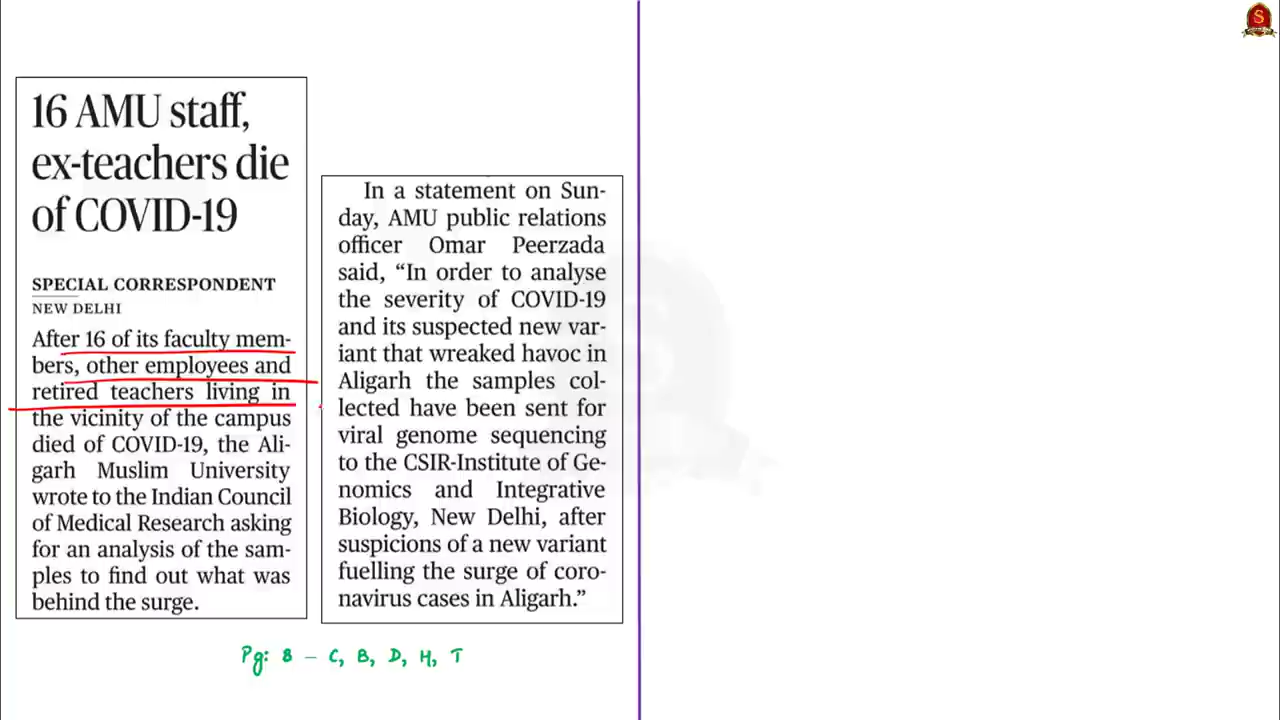 16 AMU staff,
ex-teachers die
of COVID-19
SPECIAL CORRESPONDENT
NEW DELHI
After 16 of its faculty mem-
bers, other employees and
retired teachers living in
the vicinity of the campus
died of COVID-19, the Ali-
garh Muslim University
wrote to the Indian Council
of Medical Research asking
for an analysis of the sam-
ples to find out what was
behind the surge.
In a statement on Sun-
day, AMU public relations
officer Omar Peerzada
said, “In order to analyse
the severity of COVID-19
and its suspected new var-
iant that wreaked havoc in
Aligarh the samples col-
lected have been sent for
viral genome sequencing
to the CSIR-Institute of Ge-
nomics and Integrative
Biology, New Delhi, after
suspicions of a new variant
fuelling the surge of coro-
navirus cases in Aligarh.”
Pg: 8 – C, B, D, H, T
S